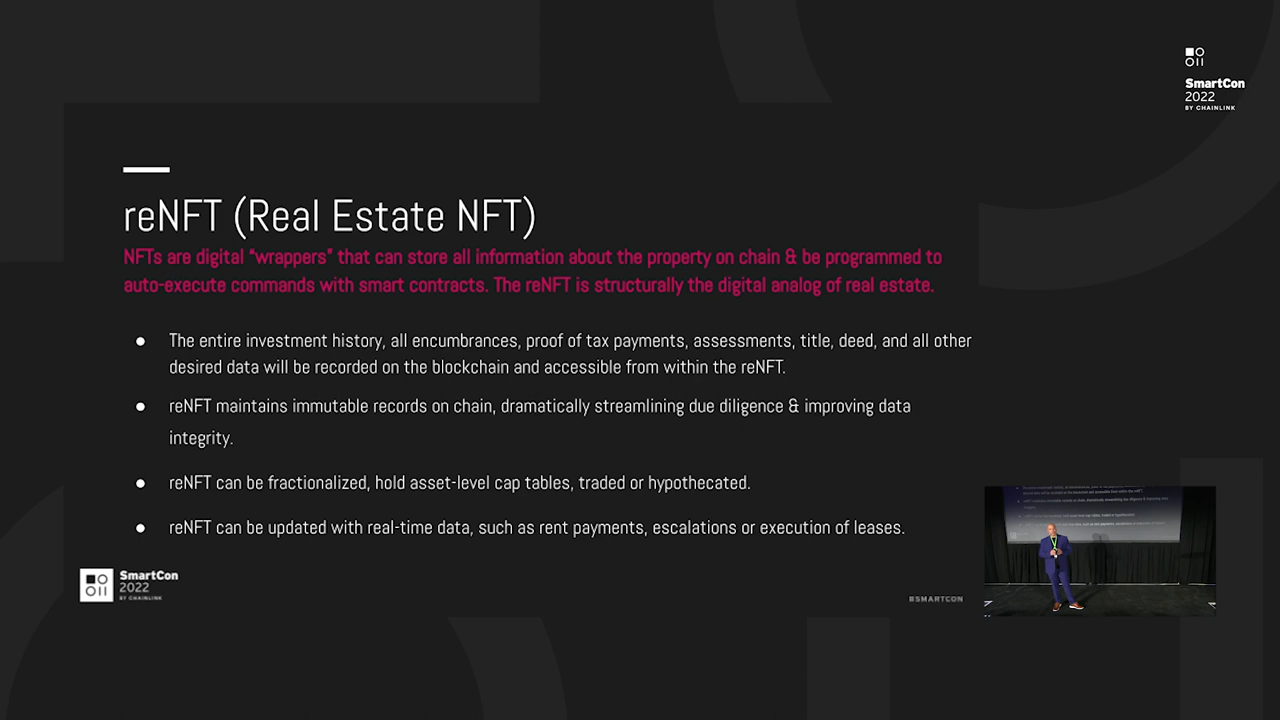 SmartCon
2022
BY CHAINLINK
reNFT (Real Estate NFT)
NFTs are digital "wrappers" that can store all information about the property on chain & be programmed to
auto-execute commands with smart contracts. The reNFT is structurally the digital analog of real estate.
● The entire investment history, all encumbrances, proof of tax payments, assessments, title, deed, and all other
desired data will be recorded on the blockchain and accessible from within the reNFT.
● reNFT maintains immutable records on chain, dramatically streamlining due diligence & improving data
integrity.
● reNFT can be fractionalized, hold asset-level cap tables, traded or hypothecated.
● reNFT can be updated with real-time data, such as rent payments, escalations or execution of leases.
SmartCon
2022
BY CHAINLINK
#SMARTCON